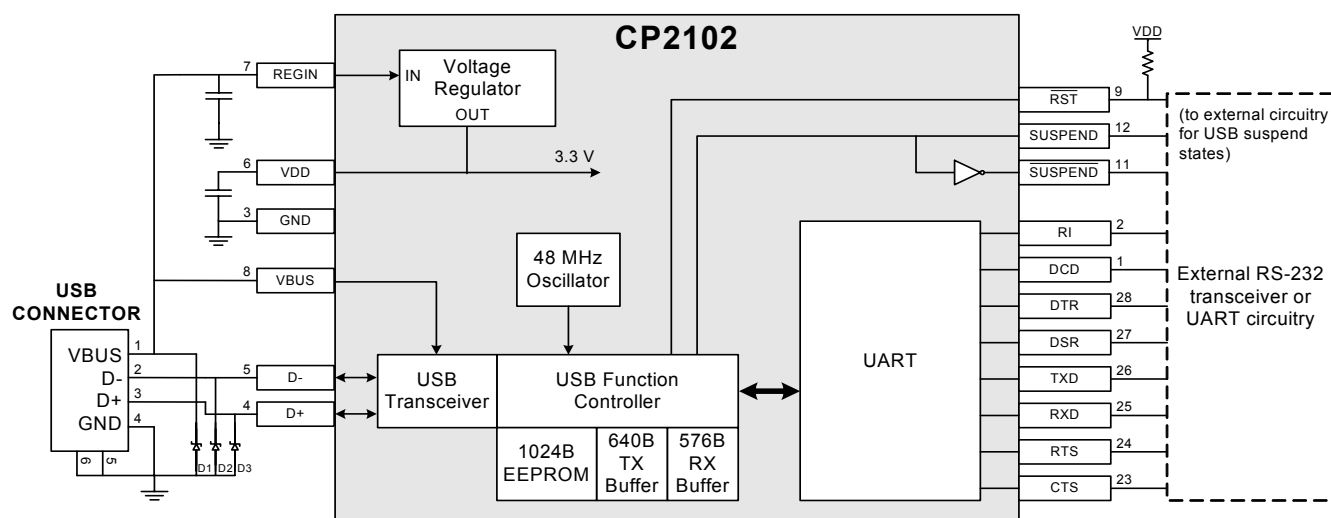 CP2102
7
REGIN
IN
Voltage
Regulator
OUT
6
VDD
3.3 V
3
GND
8
VBUS
48 MHz
Oscillator
USB
CONNECTOR
VBUS
1
D-
2
D+
3
GND
4
6
5
D1
D2
D3
5
D-
4
D+
USB
Transceiver
USB Function
Controller
1024B
EEPROM
640B
TX
Buffer
576B
RX
Buffer
UART
VDD
RST
9
SUSPEND
12
SUSPEND
11
RI
2
DCD
1
DTR
28
DSR
27
TXD
26
RXD
25
RTS
24
CTS
23
(to external circuitry
for USB suspend
states)
External RS-232
transceiver or
UART circuitry